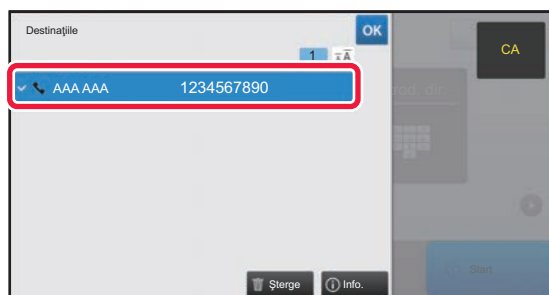 Destinaţiile
OK
1
CA
AAA AAA 1234567890
Şterge
Info.
Start